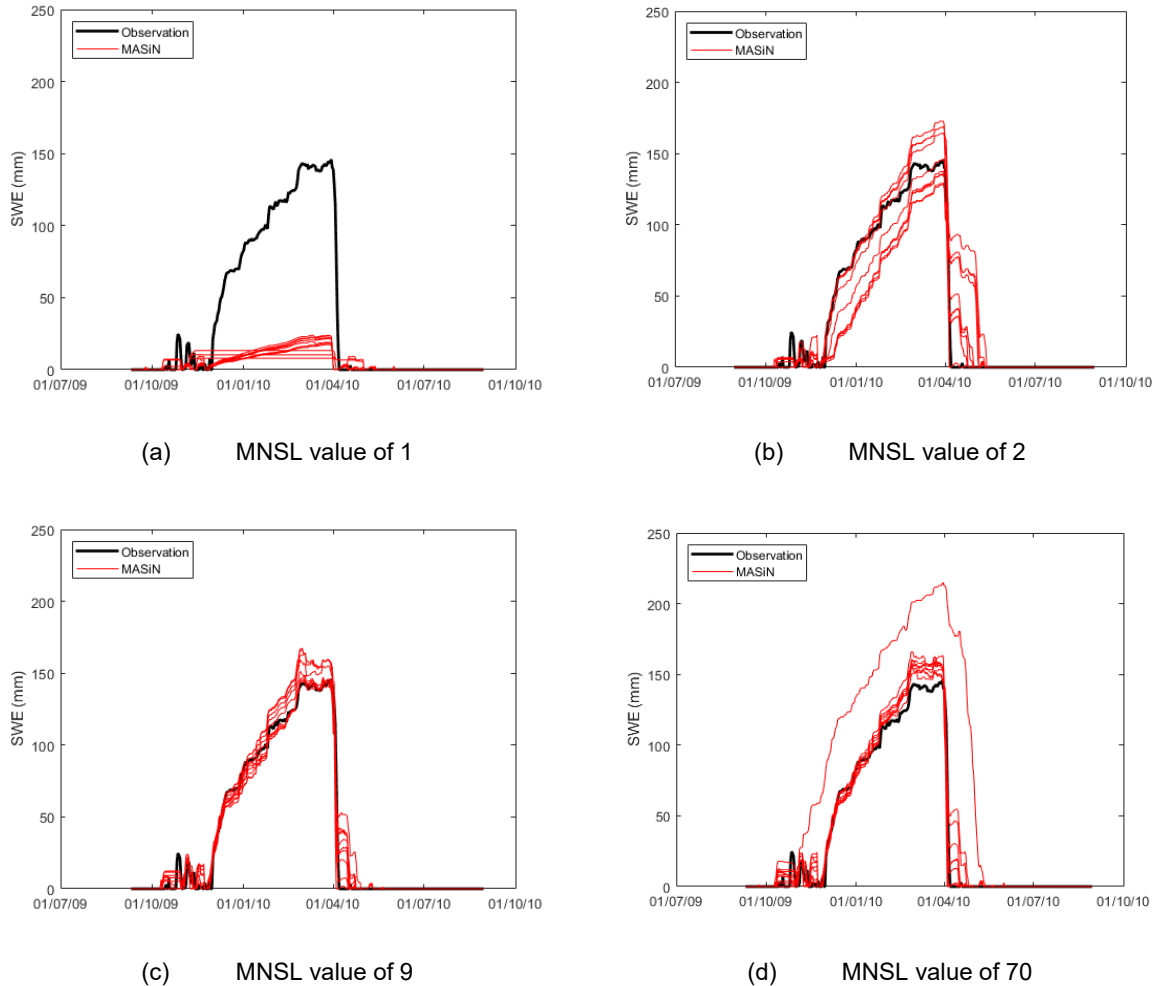 250
200
150
100
50
0
SWE (mm)
Observation
MASiN
01/07/09 01/10/09 01/01/10 01/04/10 01/07/10 01/10/10
(a) MNSL value of 1
250
200
150
100
50
0
SWE (mm)
Observation
MASiN
01/07/09 01/10/09 01/01/10 01/04/10 01/07/10 01/10/10
(b) MNSL value of 2
250
200
150
100
50
0
SWE (mm)
Observation
MASiN
01/07/09 01/10/09 01/01/10 01/04/10 01/07/10 01/10/10
(c) MNSL value of 9
250
200
150
100
50
0
SWE (mm)
Observation
MASiN
01/07/09 01/10/09 01/01/10 01/04/10 01/07/10 01/10/10
(d) MNSL value of 70